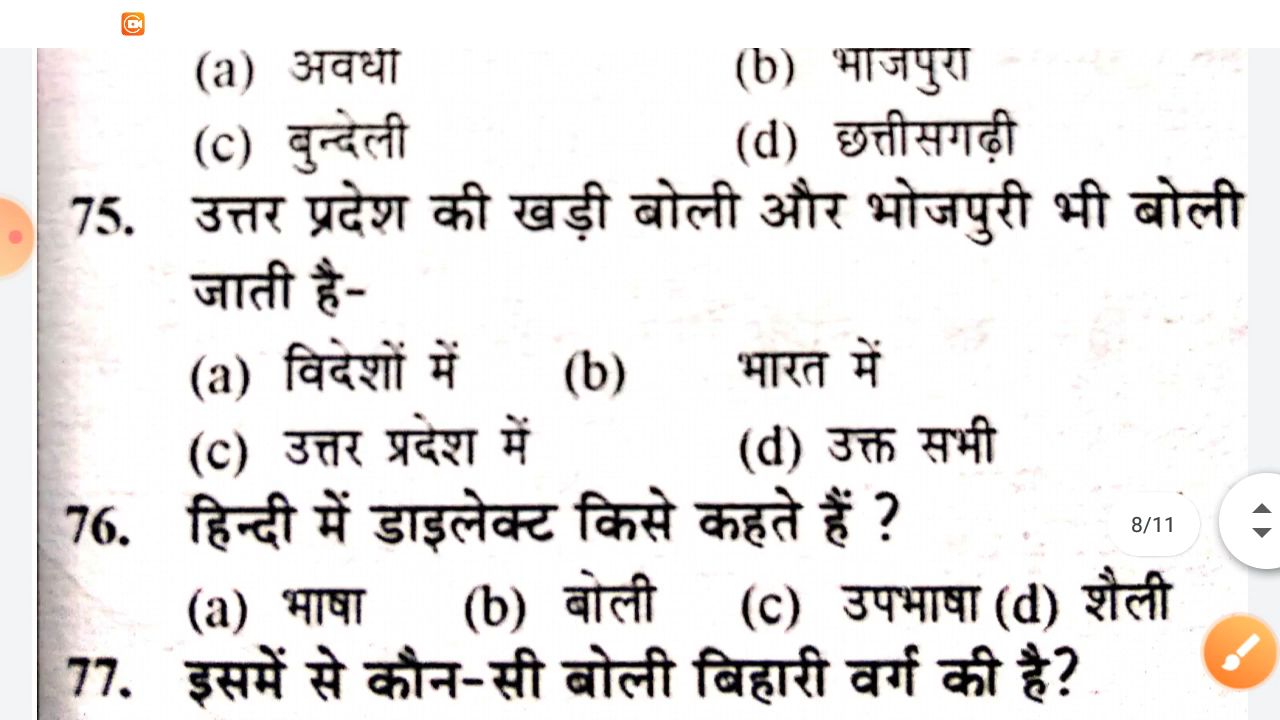 (a) अवधी (b) भोजपुरी
(c) बुन्देली (d) छत्तीसगढ़ी
75. उत्तर प्रदेश की खड़ी बोली और भोजपुरी भी बोली
जाती है-
(a) विदेशों में (b) भारत में
(c) उत्तर प्रदेश में (d) उक्त सभी
76. हिन्दी में डाइलेक्ट किसे कहते हैं ?
8/11
(a) भाषा (b) बोली (c) उपभाषा (d) शैली
77. इसमें से कौन-सी बोली बिहारी वर्ग की है?